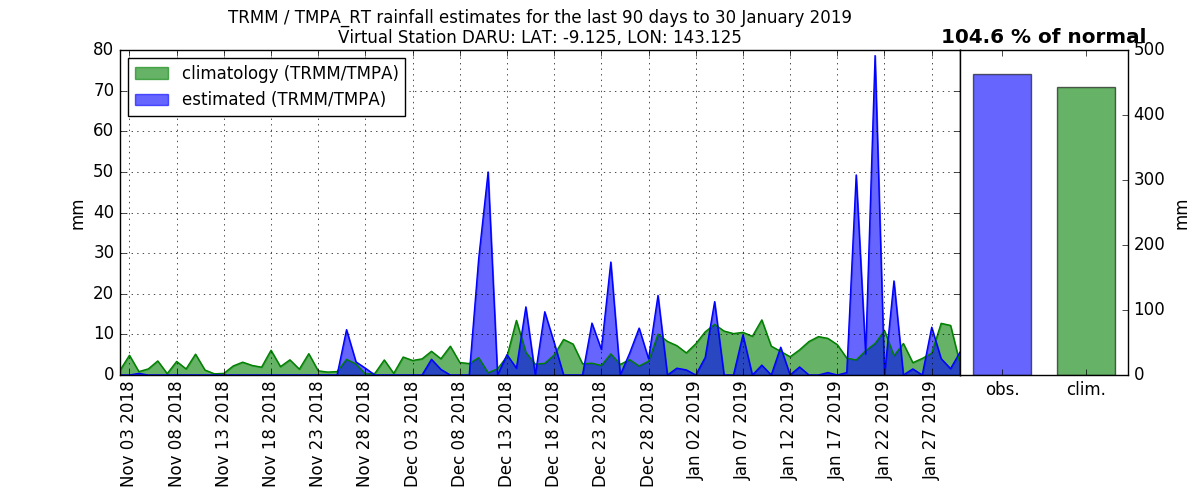 TRMM / TMPA_RT rainfall estimates for the last 90 days to 30 January 2019
Virtual Station DARU: LAT: -9.125, LON: 143.125
104.6 % of normal
climatology (TRMM/TMPA)
estimated (TRMM/TMPA)
mm
80
70
60
50
40
30
20
10
0
Nov 03 2018
Nov 08 2018
Nov 13 2018
Nov 18 2018
Nov 23 2018
Nov 28 2018
Dec 03 2018
Dec 08 2018
Dec 13 2018
Dec 18 2018
Dec 23 2018
Dec 28 2018
Jan 02 2019
Jan 07 2019
Jan 12 2019
Jan 17 2019
Jan 22 2019
Jan 27 2019
obs.
clim.
500
400
300
200
100
0
mm